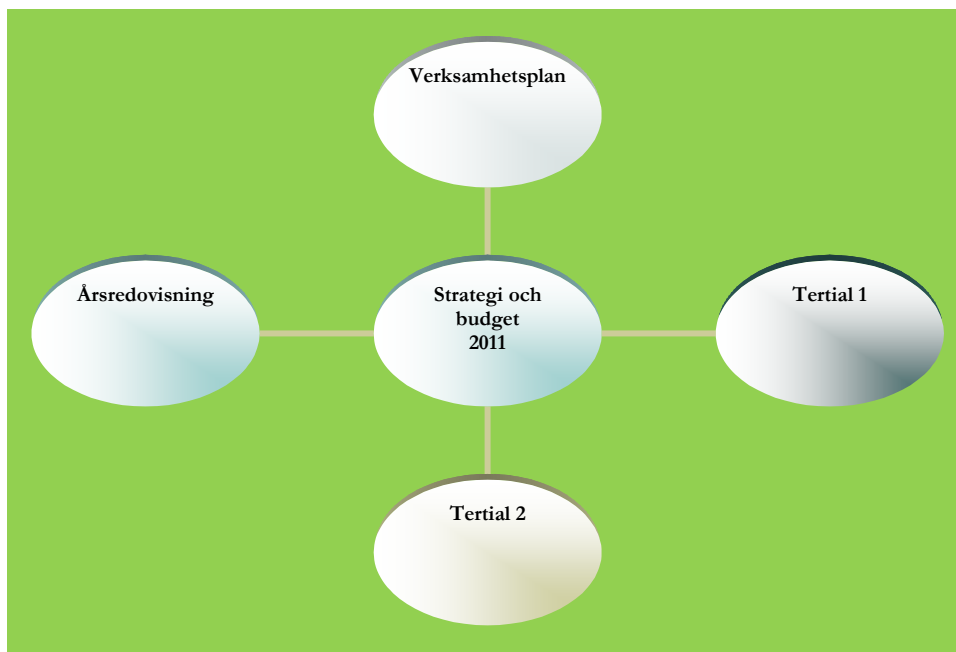 Verksamhetsplan
Årsredovisning
Strategi och
budget
2011
Tertial 1
Tertial 2